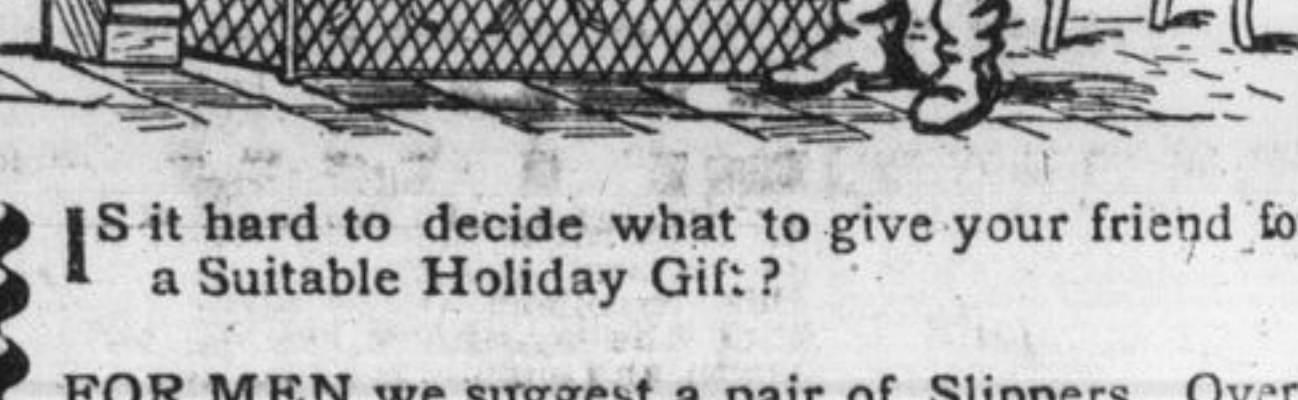 IS it hard to decide what to give your friend fo
a Suitable Holiday Gift?
FOR MEN we suggest a pair of Slippers. Over